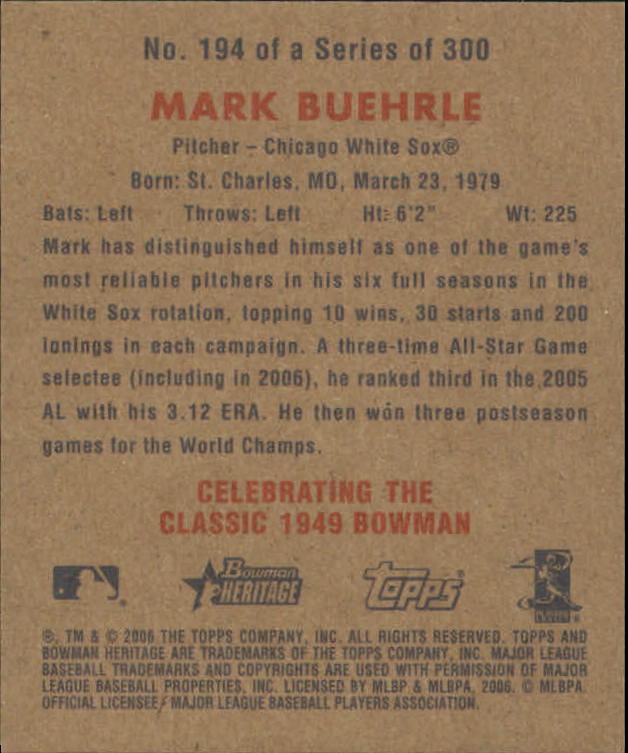 No. 194 of a Series of 300
MARK BUEHRLE
Pitcher – Chicago White Sox®
Born: St. Charles, MO, March 23, 1979
Bats: Left Throws: Left Ht: 6'2" Wt: 225
Mark has distinguished himself as one of the game's
most reliable pitchers in his six full seasons in the
White Sox rotation, topping 10 wins, 30 starts and 200
innings in each campaign. A three-time All-Star Game
selectee (including in 2006), he ranked third in the 2005
AL with his 3.12 ERA. He then won three postseason
games for the World Champs.
CELEBRATING THE
CLASSIC 1949 BOWMAN
Bowman
HERITAGE
Topps
®, TM & © 2006 THE TOPPS COMPANY, INC. ALL RIGHTS RESERVED. TOPPS AND
BOWMAN HERITAGE ARE TRADEMARKS OF THE TOPPS COMPANY, INC. MAJOR LEAGUE
BASEBALL TRADEMARKS AND COPYRIGHTS ARE USED WITH PERMISSION OF MAJOR
LEAGUE BASEBALL PROPERTIES, INC. LICENSED BY MLBP & MLBPA, 2006. © MLBPA.
OFFICIAL LICENSEE/ MAJOR LEAGUE BASEBALL PLAYERS ASSOCIATION.